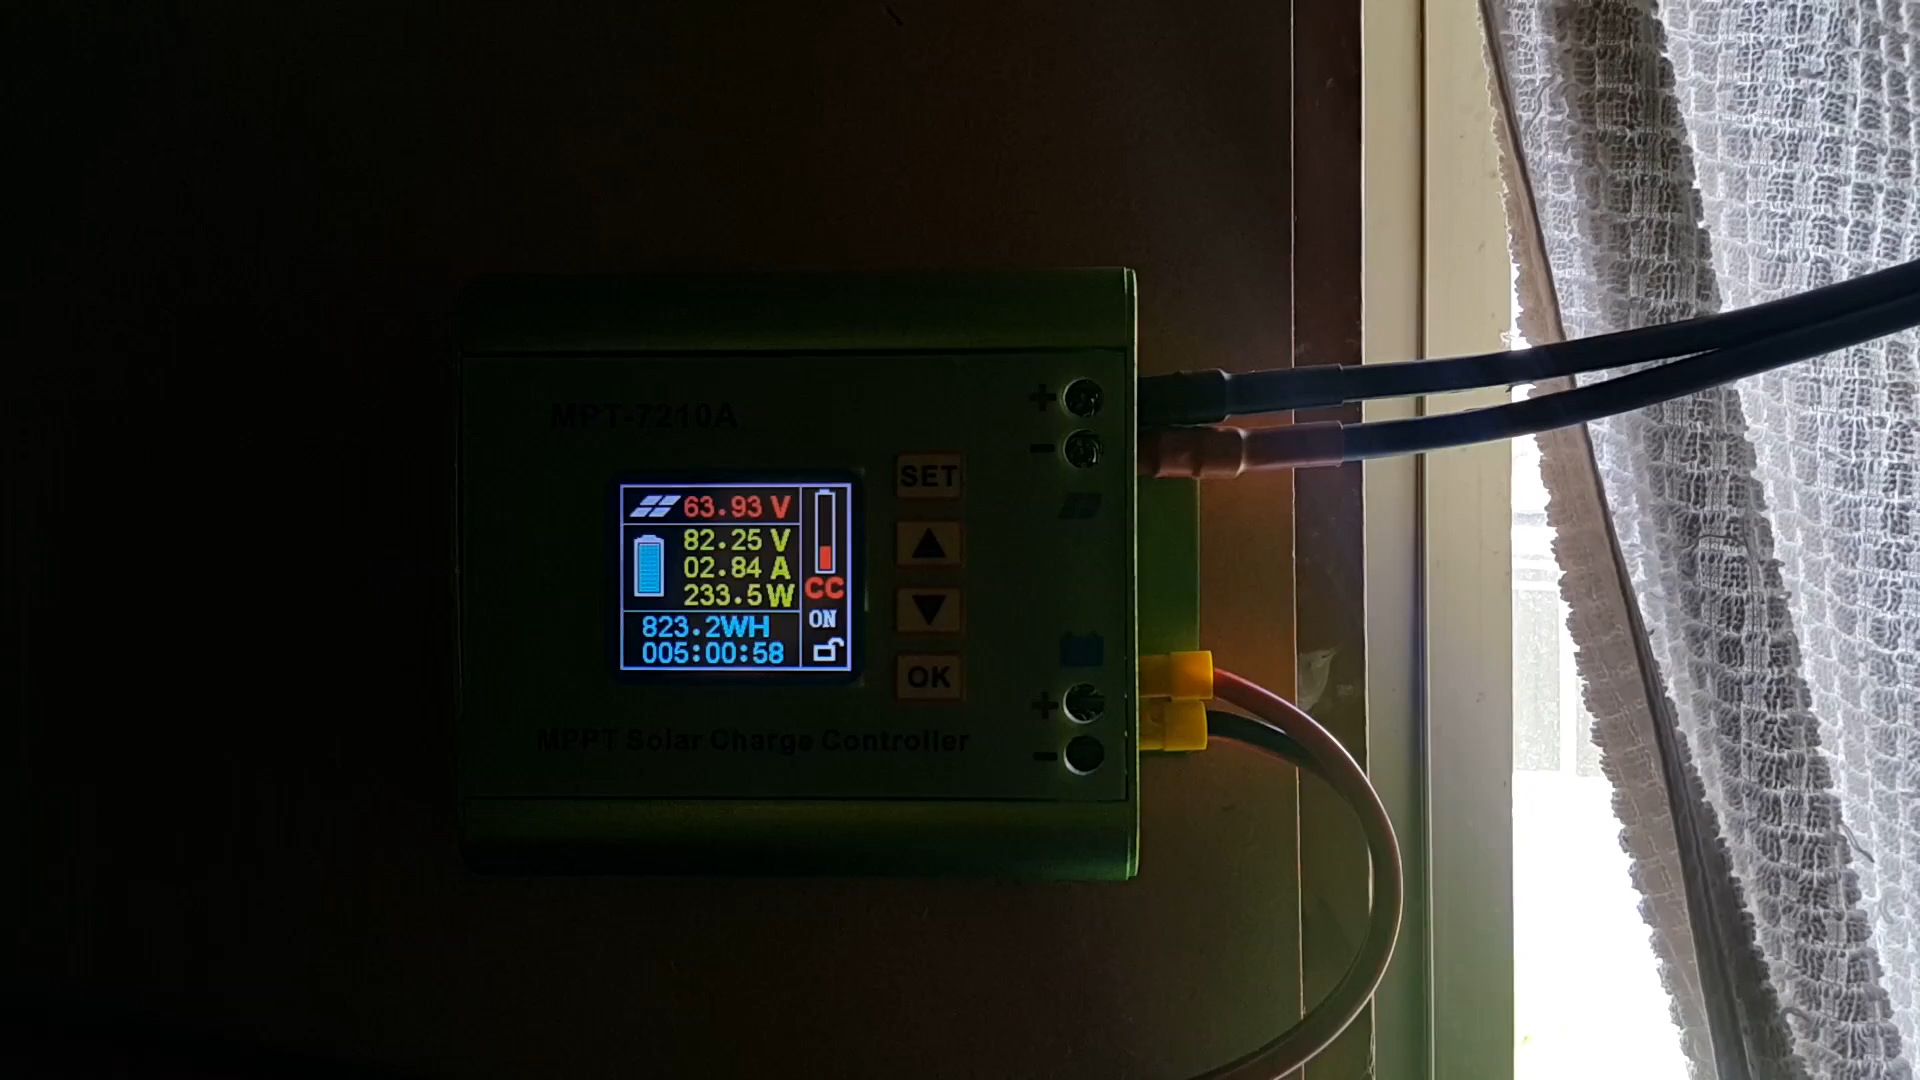 MPT-7210A
63.93 V
82.25 V
02.84 A
233.5W
823.2WH
005:00:58
CC
ON
SET
OK
+
-
+
-
MPPT Solar Charge Controller